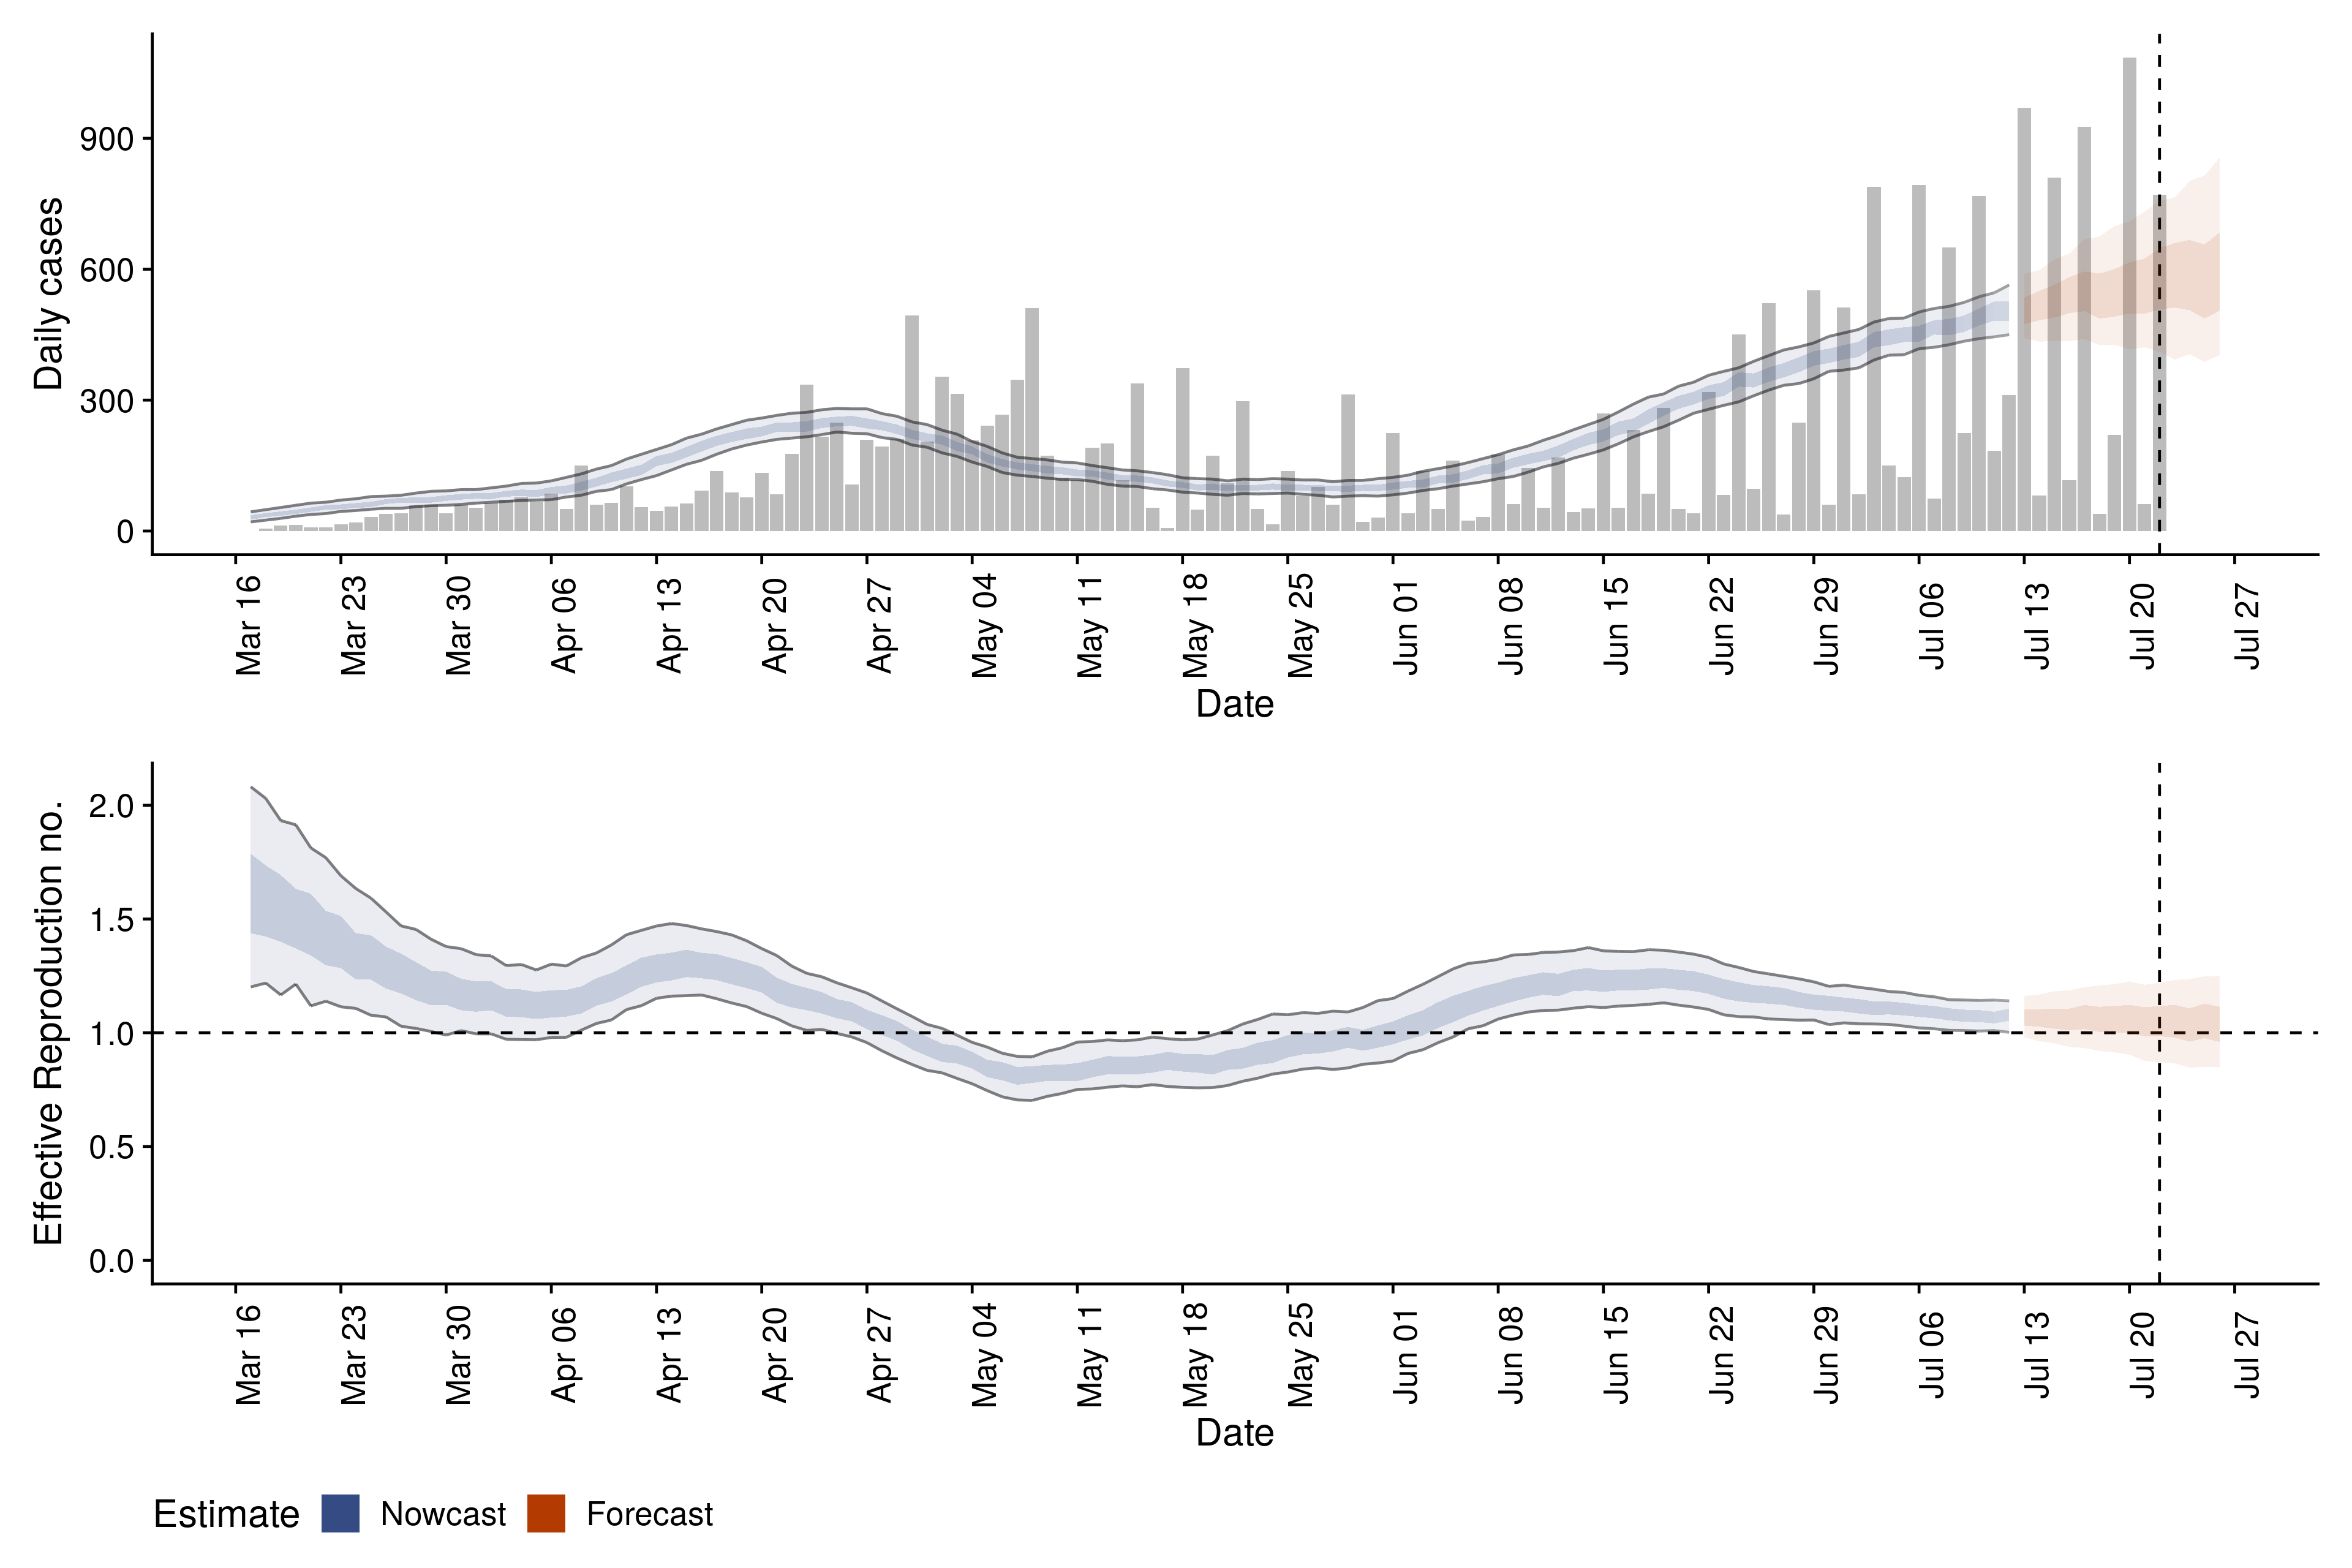 Daily cases
900
600
300
0
Mar 16
Mar 23
Mar 30
Apr 06
Apr 13
Apr 20
Apr 27
May 04
May 11
May 18
May 25
Jun 01
Jun 08
Jun 15
Jun 22
Jun 29
Jul 06
Jul 13
Jul 20
Jul 27
Date
Effective Reproduction no.
2.0
1.5
1.0
0.5
0.0
Mar 16
Mar 23
Mar 30
Apr 06
Apr 13
Apr 20
Apr 27
May 04
May 11
May 18
May 25
Jun 01
Jun 08
Jun 15
Jun 22
Jun 29
Jul 06
Jul 13
Jul 20
Jul 27
Date
Estimate Nowcast Forecast